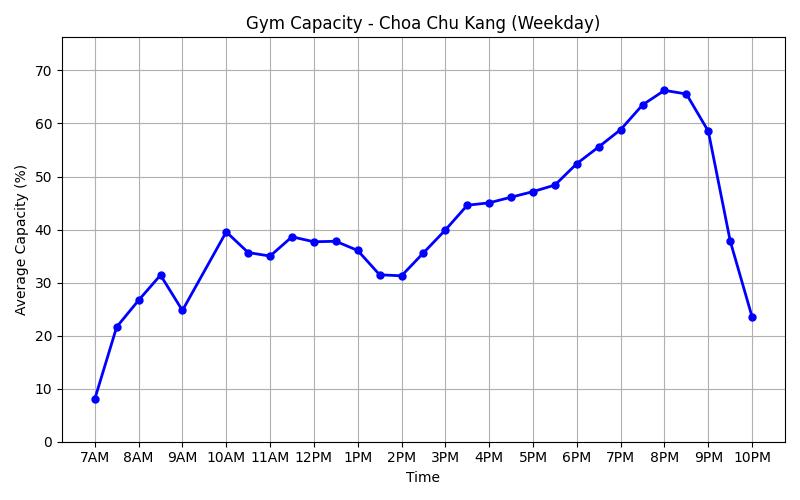 Gym Capacity - Choa Chu Kang (Weekday)
Average Capacity (%)
70
60
50
40
30
20
10
0
7AM 8AM 9AM 10AM 11AM 12PM 1PM 2PM 3PM 4PM 5PM 6PM 7PM 8PM 9PM 10PM
Time